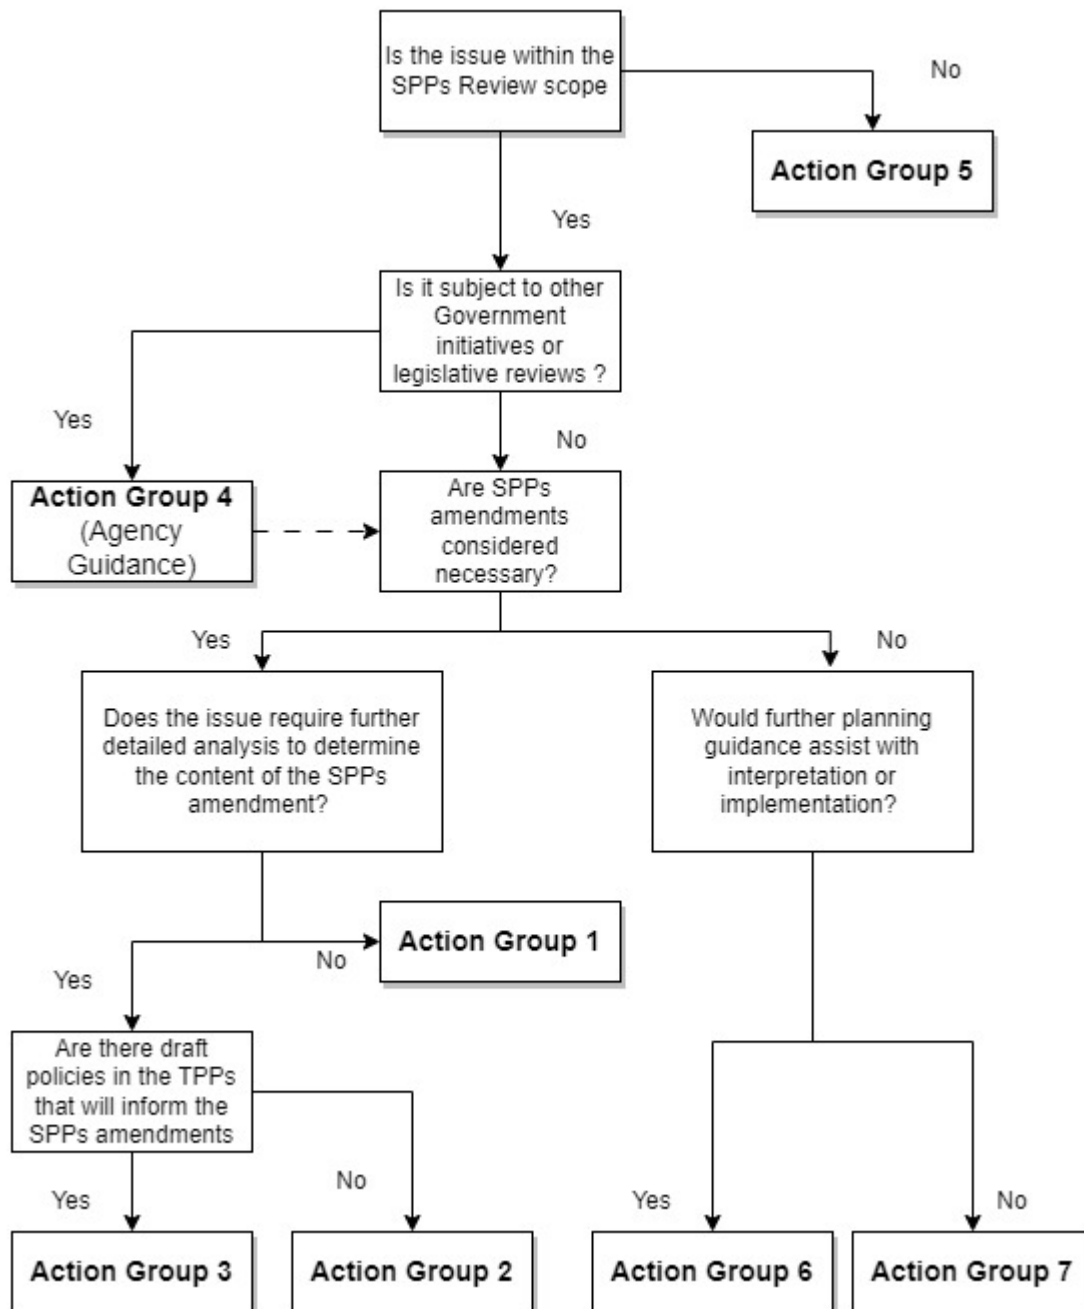 Is the issue within the
SPPs Review scope
No
Action Group 5
Yes
Is it subject to other
Government
initiatives or
legislative reviews ?
Yes
No
Action Group 4
(Agency
Guidance)
Are SPPs
amendments
considered
necessary?
Yes
No
Does the issue require further
detailed analysis to determine
the content of the SPPs
amendment?
Would further planning
guidance assist with
interpretation or
implementation?
Action Group 1
No
Yes
Are there draft
policies in the TPPs
that will inform the
SPPs amendments
Yes
No
Yes
No
Action Group 3
Action Group 2
Action Group 6
Action Group 7